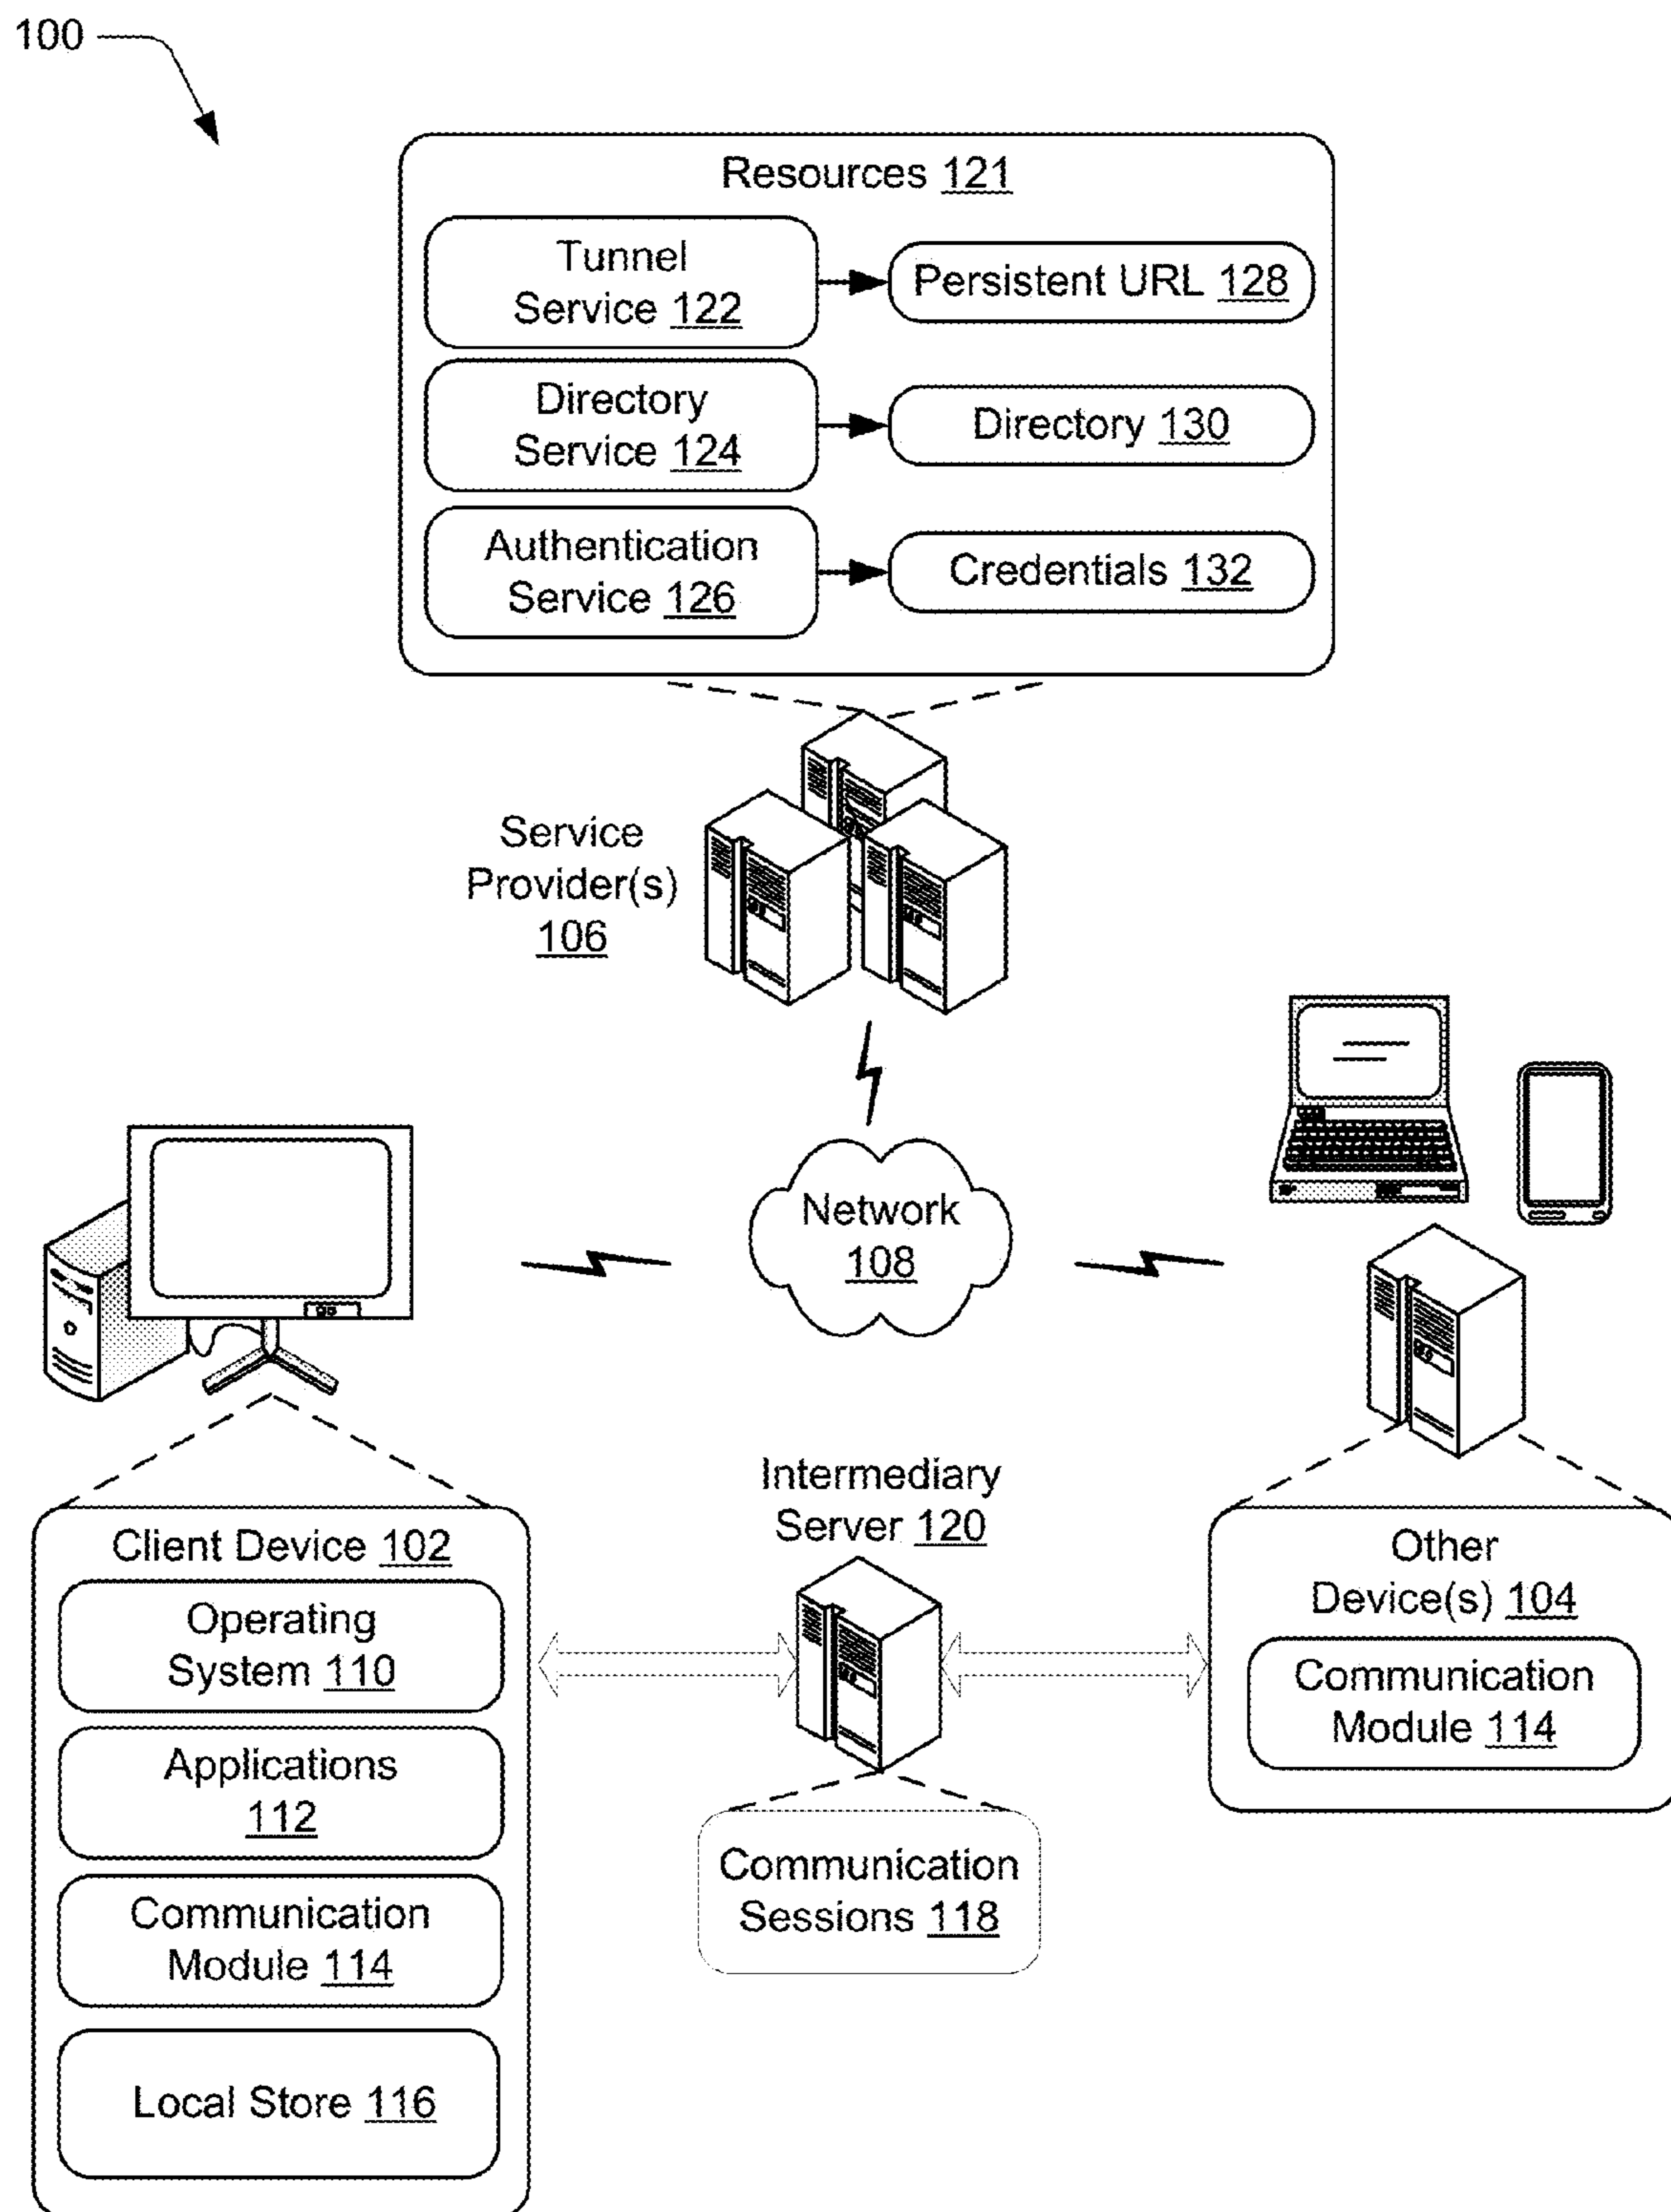 100
Resources 121
Tunnel
Service 122
Persistent URL 128
Directory
Service 124
Directory 130
Authentication
Service 126
Credentials 132
Service
Provider(s)
106
Network
108
Client Device 102
Operating
System 110
Applications
112
Communication
Module 114
Local Store 116
Intermediary
Server 120
Communication
Sessions 118
Other
Device(s) 104
Communication
Module 114